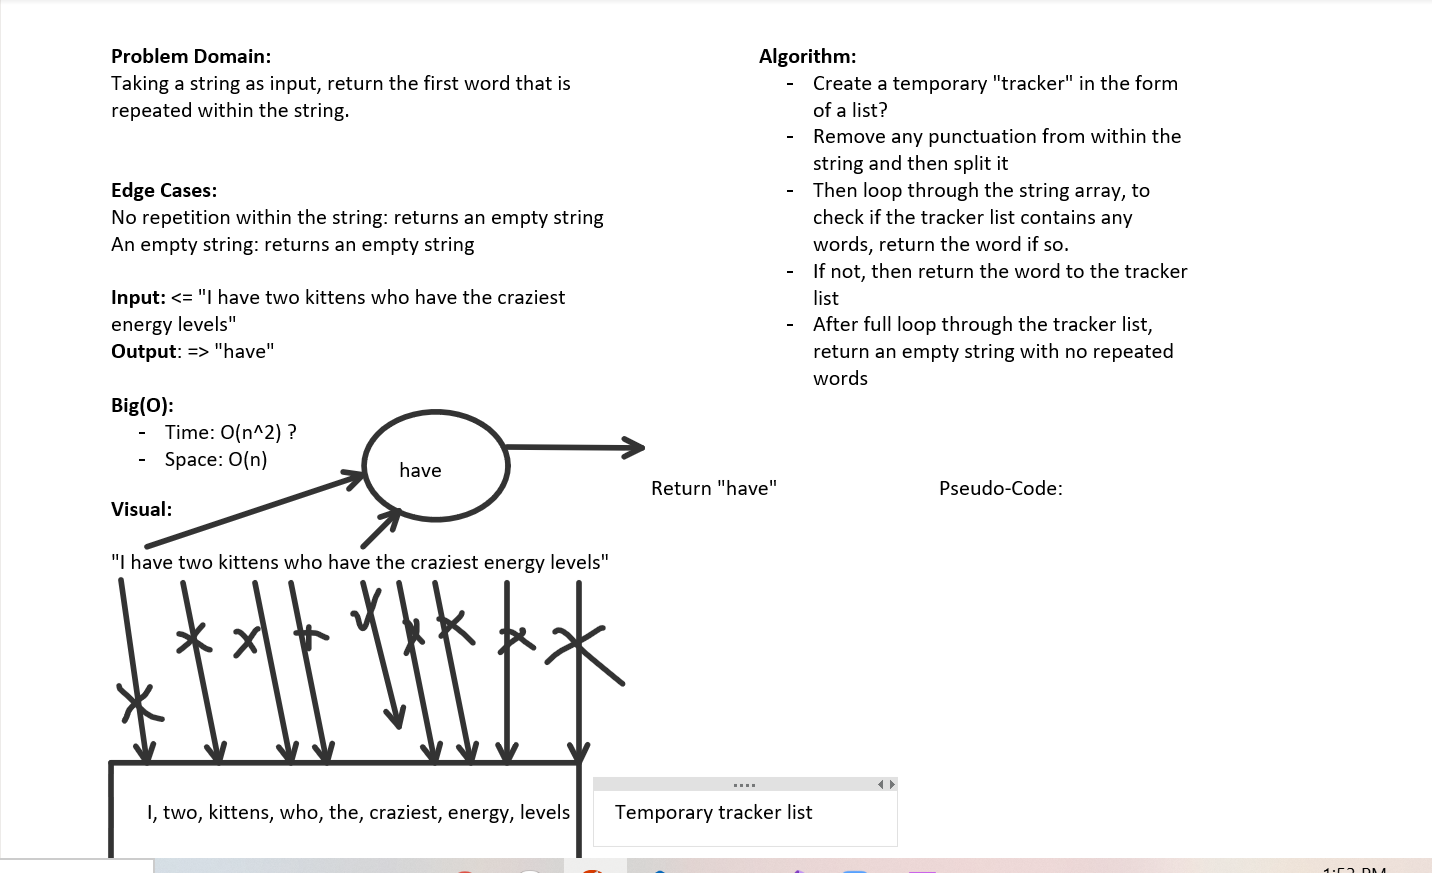 Problem Domain:
Taking a string as input, return the first word that is
repeated within the string.
Edge Cases:
No repetition within the string: returns an empty string
An empty string: returns an empty string
Input: <= "I have two kittens who have the craziest
energy levels"
Output: => "have"
Big(O):
- Time: O(n^2) ?
- Space: O(n)
Visual:
have
Return "have"
"I have two kittens who have the craziest energy levels"
I, two, kittens, who, the, craziest, energy, levels
Temporary tracker list
Algorithm:
- Create a temporary "tracker" in the form
of a list?
- Remove any punctuation from within the
string and then split it
- Then loop through the string array, to
check if the tracker list contains any
words, return the word if so.
- If not, then return the word to the tracker
list
- After full loop through the tracker list,
return an empty string with no repeated
words
Pseudo-Code: